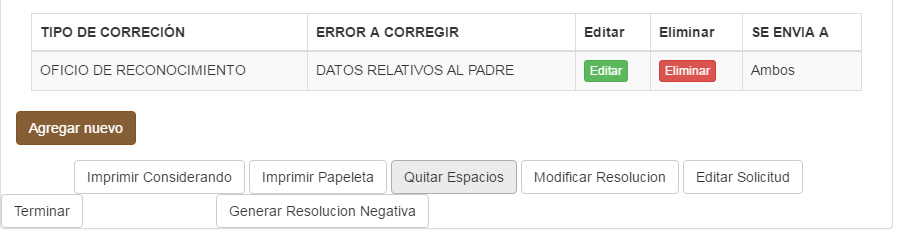 TIPO DE CORRECIÓN ERROR A CORREGIR Editar Eliminar SE ENVIA A
OFICIO DE RECONOCIMIENTO DATOS RELATIVOS AL PADRE Editar Eliminar Ambos
Agregar nuevo
Imprimir Considerando Imprimir Papeleta Quitar Espacios Modificar Resolucion Editar Solicitud
Terminar Generar Resolucion Negativa